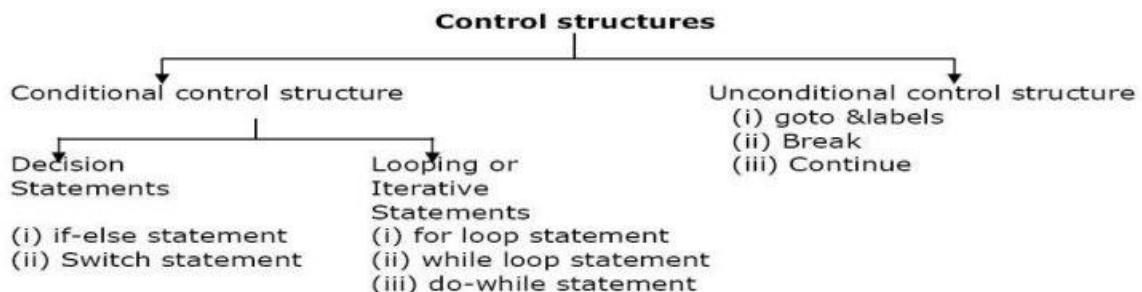 Control structures
Conditional control structure
Decision
Statements
(i) if-else statement
(ii) Switch statement
Looping or
Iterative
Statements
(i) for loop statement
(ii) while loop statement
(iii) do-while statement
Unconditional control structure
(i) goto &labels
(ii) Break
(iii) Continue